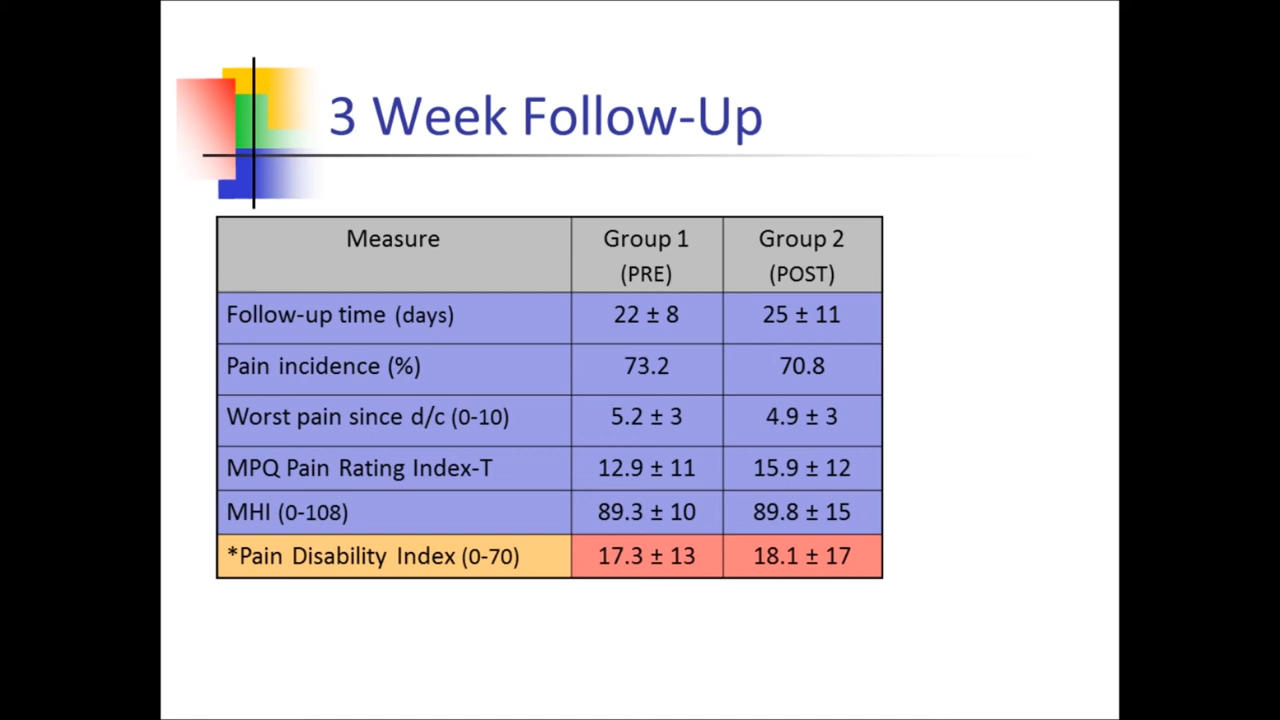 3 Week Follow-Up
Measure Group 1 Group 2
(PRE) (POST)
Follow-up time (days) 22 ± 8 25 ± 11
Pain incidence (%) 73.2 70.8
Worst pain since d/c (0-10) 5.2 ± 3 4.9 ± 3
MPQ Pain Rating Index-T 12.9 ± 11 15.9 ± 12
MHI (0-108) 89.3 ± 10 89.8 ± 15
*Pain Disability Index (0-70) 17.3 ± 13 18.1 ± 17